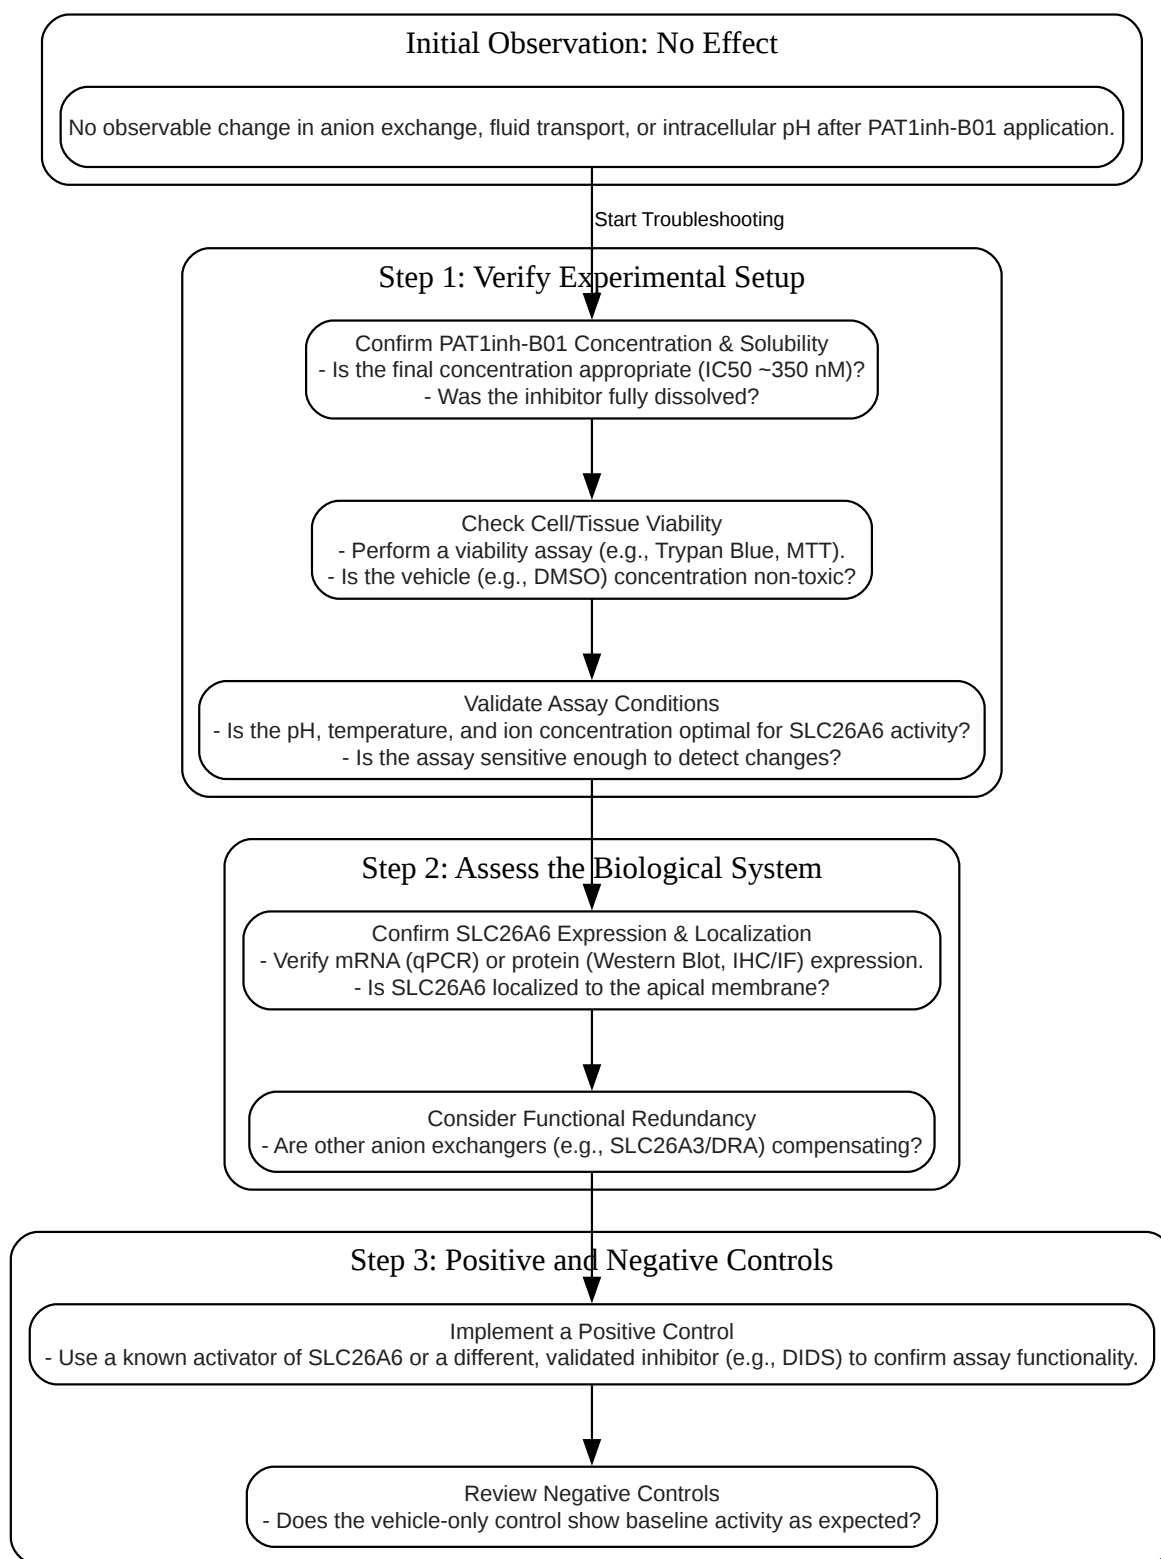 Initial Observation: No Effect
No observable change in anion exchange, fluid transport, or intracellular pH after PAT1inh-B01 application.
Start Troubleshooting
Step 1: Verify Experimental Setup
Confirm PAT1inh-B01 Concentration & Solubility
- Is the final concentration appropriate (IC50 ~350 nM)?
- Was the inhibitor fully dissolved?
Check Cell/Tissue Viability
- Perform a viability assay (e.g., Trypan Blue, MTT).
- Is the vehicle (e.g., DMSO) concentration non-toxic?
Validate Assay Conditions
- Is the pH, temperature, and ion concentration optimal for SLC26A6 activity?
- Is the assay sensitive enough to detect changes?
Step 2: Assess the Biological System
Confirm SLC26A6 Expression & Localization
- Verify mRNA (qPCR) or protein (Western Blot, IHC/IF) expression.
- Is SLC26A6 localized to the apical membrane?
Consider Functional Redundancy
- Are other anion exchangers (e.g., SLC26A3/DRA) compensating?
Step 3: Positive and Negative Controls
Implement a Positive Control
- Use a known activator of SLC26A6 or a different, validated inhibitor (e.g., DIDS) to confirm assay functionality.
Review Negative Controls
- Does the vehicle-only control show baseline activity as expected?